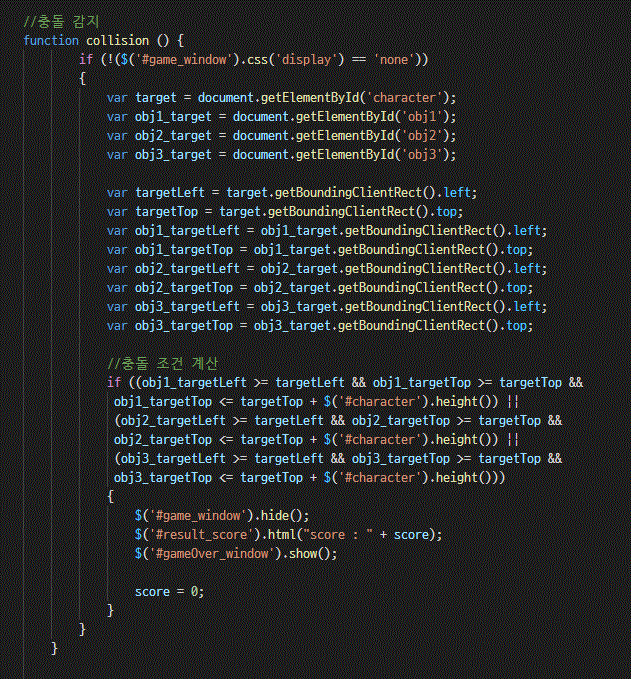 //충돌 감지
function collision () {
if (!($('#game_window').css('display') == 'none'))
{
var target = document.getElementById('character');
var obj1_target = document.getElementById('obj1');
var obj2_target = document.getElementById('obj2');
var obj3_target = document.getElementById('obj3');
var targetLeft = target.getBoundingClientRect().left;
var targetTop = target.getBoundingClientRect().top;
var obj1_targetLeft = obj1_target.getBoundingClientRect().left;
var obj1_targetTop = obj1_target.getBoundingClientRect().top;
var obj2_targetLeft = obj2_target.getBoundingClientRect().left;
var obj2_targetTop = obj2_target.getBoundingClientRect().top;
var obj3_targetLeft = obj3_target.getBoundingClientRect().left;
var obj3_targetTop = obj3_target.getBoundingClientRect().top;
//충돌 조건 계산
if ((obj1_targetLeft >= targetLeft && obj1_targetTop >= targetTop &&
obj1_targetTop <= targetTop + $('#character').height()) ||
(obj2_targetLeft >= targetLeft && obj2_targetTop >= targetTop &&
obj2_targetTop <= targetTop + $('#character').height()) ||
(obj3_targetLeft >= targetLeft && obj3_targetTop >= targetTop &&
obj3_targetTop <= targetTop + $('#character').height()))
{
$('#game_window').hide();
$('#result_score').html("score : " + score);
$('#gameOver_window').show();
score = 0;
}
}
}